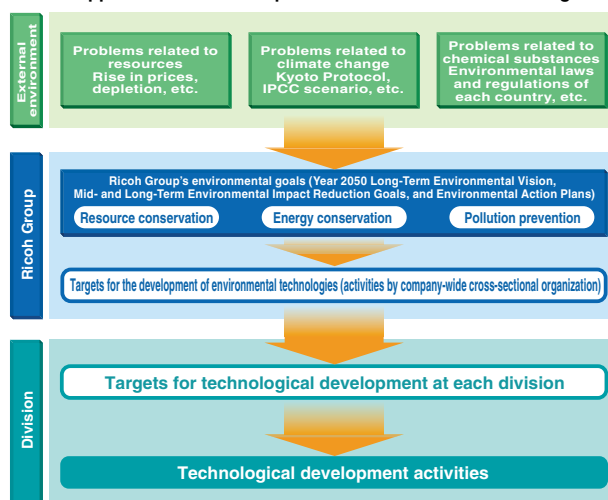 External
environment
Problems related to
resources
Rise in prices,
depletion, etc.
Problems related to
climate change
Kyoto Protocol,
IPCC scenario, etc.
Problems related to
chemical substances
Environmental laws
and regulations of
each country, etc.
Ricoh Group
Ricoh Group's environmental goals (Year 2050 Long-Term Environmental Vision,
Mid- and Long-Term Environmental Impact Reduction Goals, and Environmental Action Plans)
Resource conservation
Energy conservation
Pollution prevention
Targets for the development of environmental technologies (activities by company-wide cross-sectional organization)
Division
Targets for technological development at each division
Technological development activities